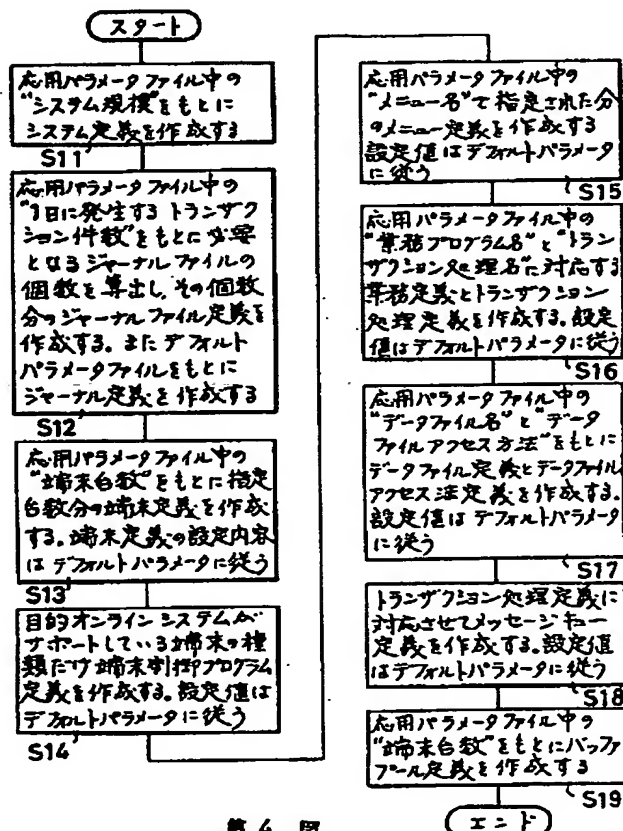 スタート
応用パラメータファイル中の
"システム規模"をもとに
システム定義を作成する
S11
応用パラメータファイル中の
"1日に発生するトランザク
ション件数"をもとに必要
となるジャーナルファイルの
個数を算出し、その個数
分のジャーナルファイル定義を
作成する。またデフォルト
パラメータファイルをもとに
ジャーナル定義を作成する
S12
応用パラメータファイル中の
"端末台数"をもとに指定
台数分の端末定義を作成
する。端末定義の設定内容
はデフォルトパラメータに従う
S13
目的オンラインシステムが
サポートしている端末の種
類だけ端末制御プログラム
定義を作成する。設定値は
デフォルトパラメータに従う
S14
応用パラメータファイル中の
"メニュー名"で指定された分
のメニュー定義を作成する
設定値はデフォルトパラメータ
に従う
S15
応用パラメータファイル中の
"業務プログラム名"と"トラン
ザクション処理名"に対応する
業務定義とトランザクション
処理定義を作成する。設定
値はデフォルトパラメータに従う
S16
応用パラメータファイル中の
"データファイル名"と"データ
ファイルアクセス方法"をもとに
データファイル定義とデータファイル
アクセス法定義を作成する。
設定値はデフォルトパラメータ
に従う
S17
トランザクション処理定義に
対応させてメッセージキュー
定義を作成する。設定値
はデフォルトパラメータに従う
S18
応用パラメータファイル中の
"端末台数"をもとにバッファ
プール定義を作成する
S19
エンド
第4図